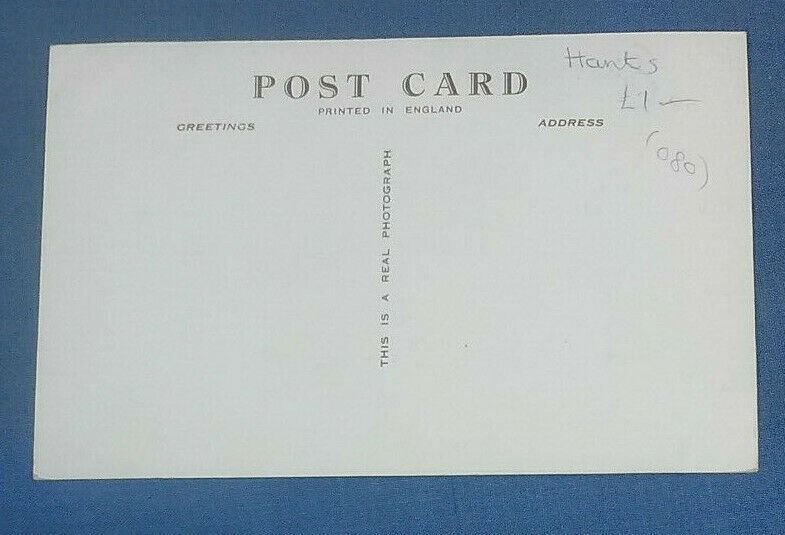 Hants
£1 —
POST CARD
PRINTED IN ENGLAND
GREETINGS
ADDRESS
(080)
THIS IS A REAL PHOTOGRAPH